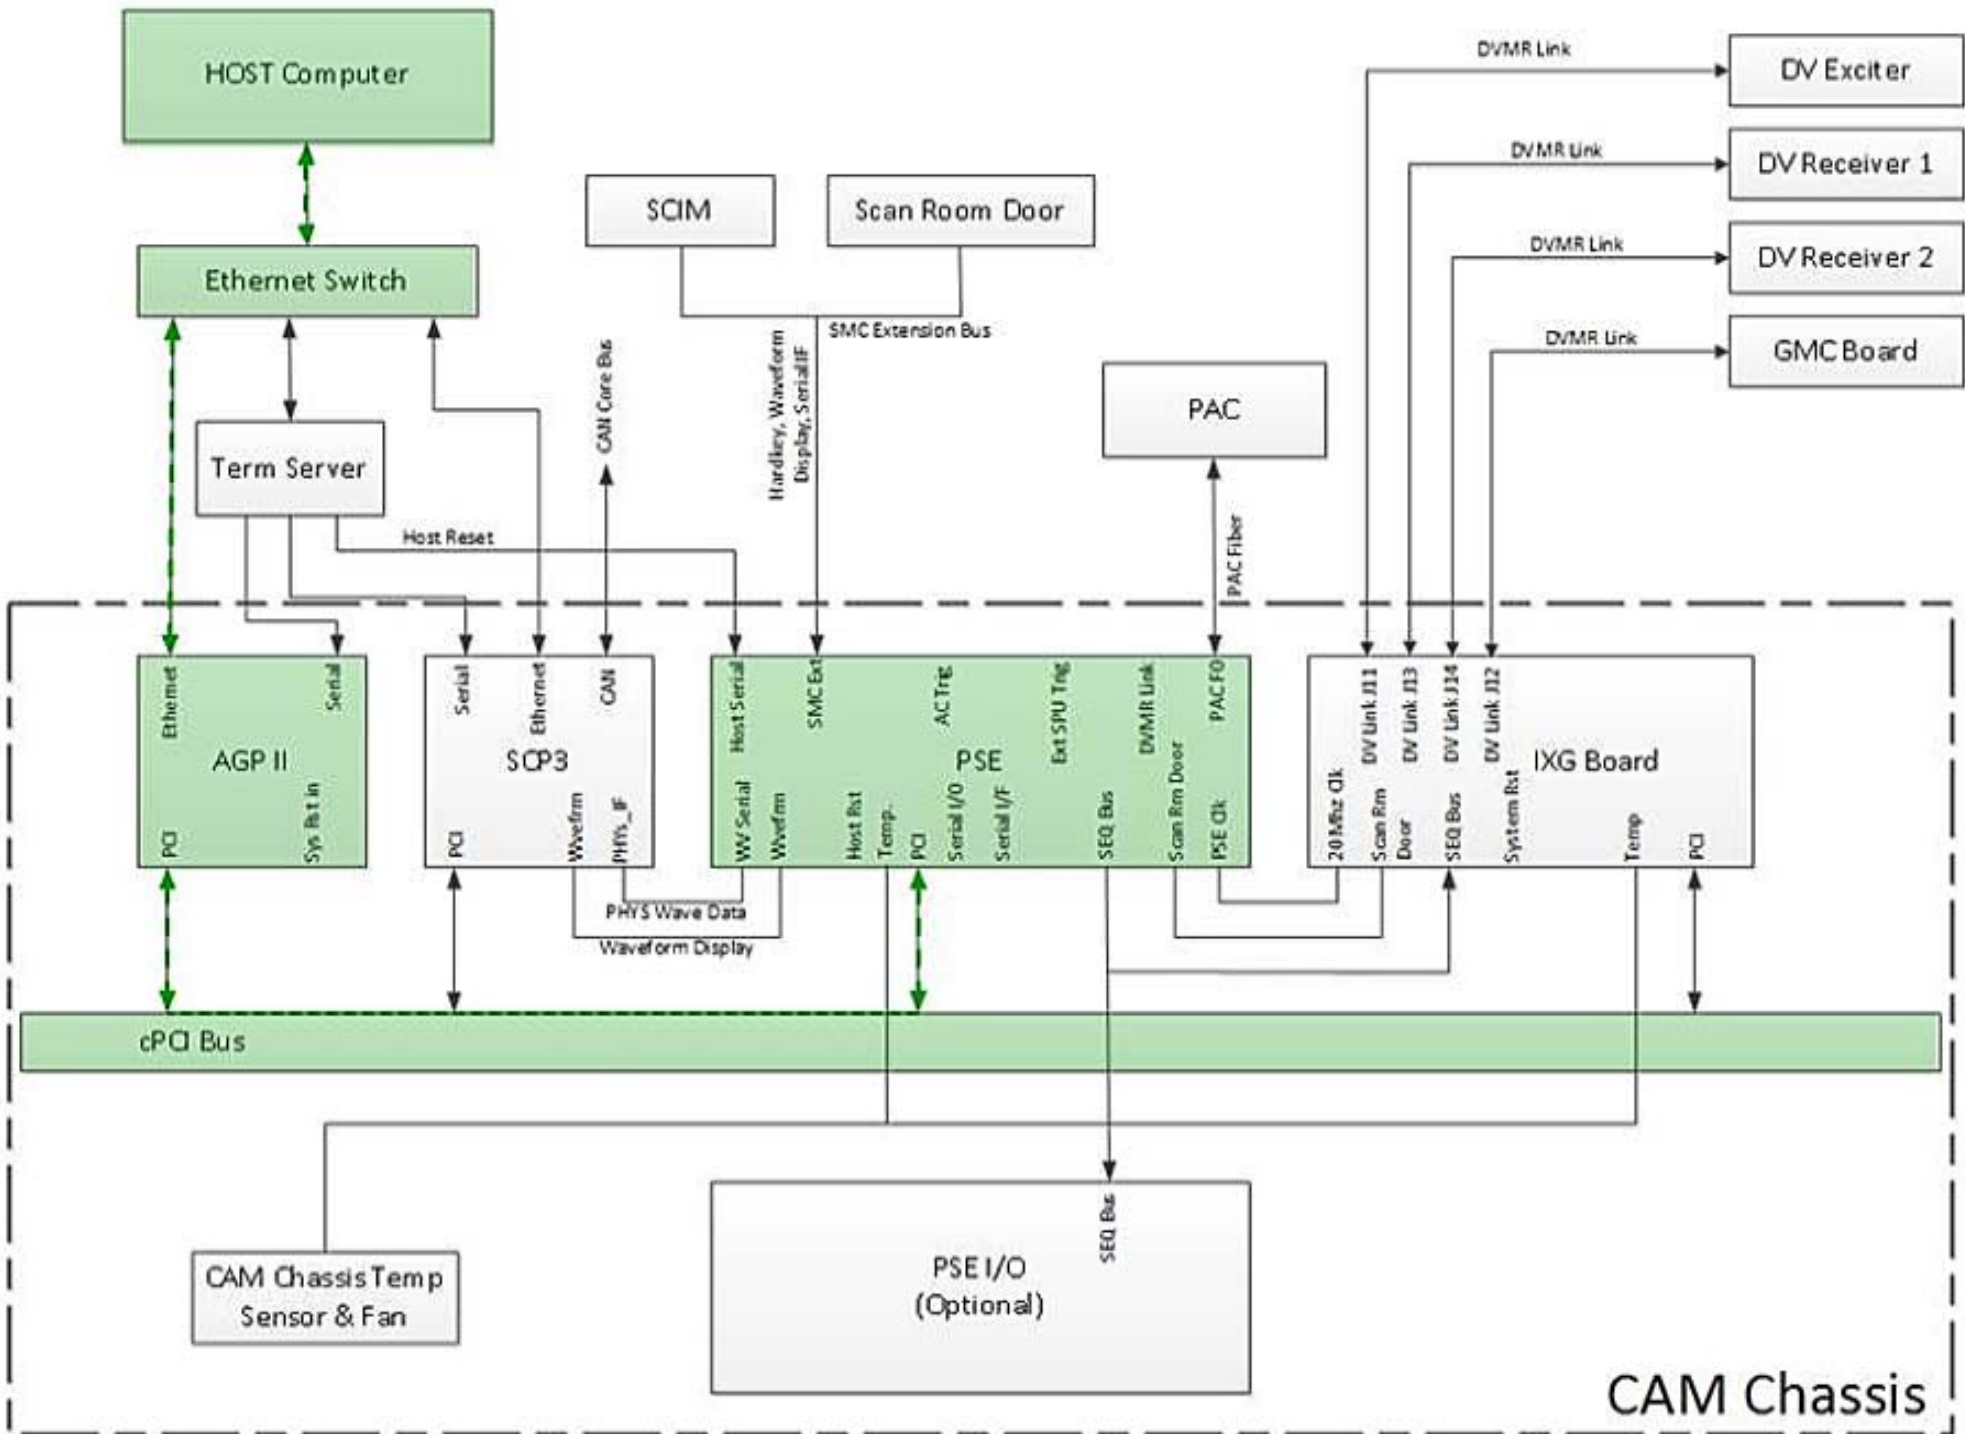 HOST Computer
DVMR Link
DV Exciter
DVMR Link
DV Receiver 1
SCIM
Scan Room Door
DVMR Link
DV Receiver 2
Ethernet Switch
SMC Extension Bus
DVMR Link
GMC Board
CAN Core Bus
Hardkey, Waveform
Display, Serial IF
PAC
Term Server
Host Reset
PAC Fiber
Ethernet
Serial
AGP II
PCI
Sys Rst in
Serial
Ethernet
CAN
SCP3
PCI
Wvefrm
PHYs_IF
Host Serial
SMC Ext
AC Trig
Ext SPU Trig
DVMR Link
PAC FO
PSE
WV Serial
Wvefrm
Host Rst
Temp.
PCI
Serial I/O
Serial I/F
SEQ Bus
Scan Rm Door
PSE Clk
DV Link J11
DV Link J13
DV Link J14
DV Link J12
IXG Board
20Mhz Clk
Scan Rm
Door
SEQ Bus
System Rst
Temp
PCI
PHYS Wave Data
Waveform Display
cPCI Bus
SEQ Bus
CAM Chassis Temp
Sensor & Fan
PSE I/O
(Optional)
CAM Chassis